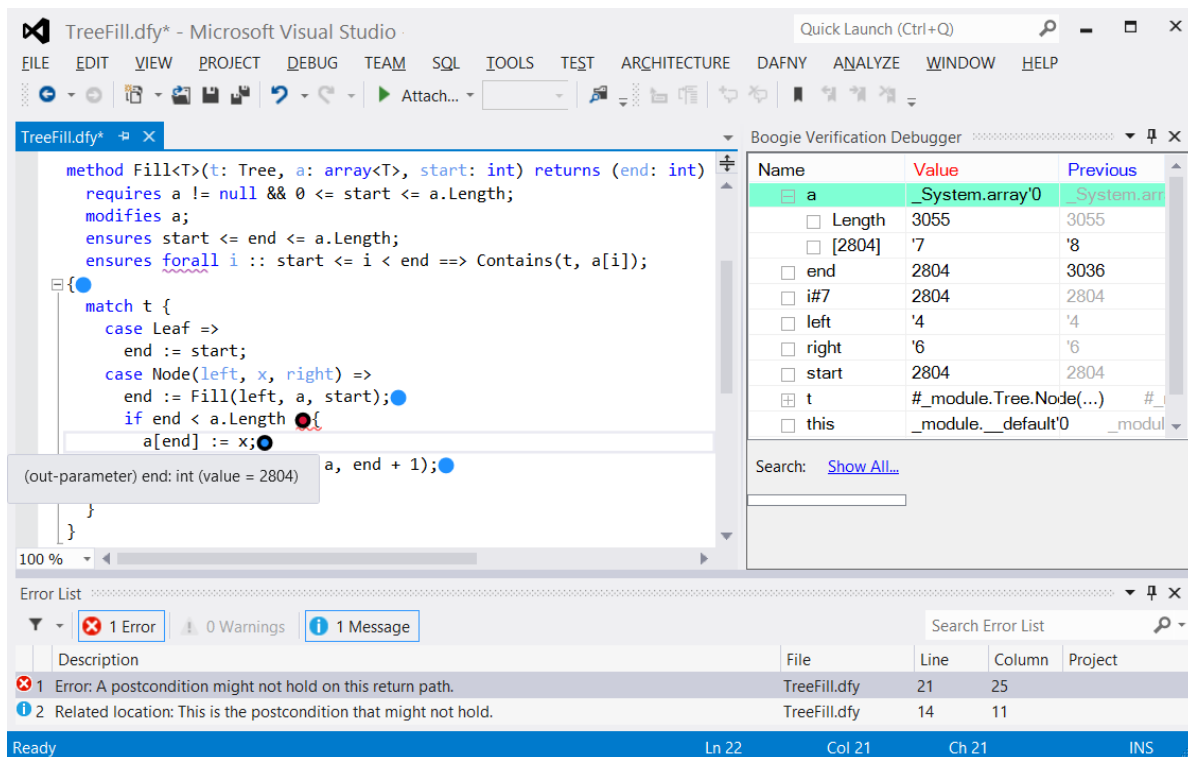 TreeFill.dfy* - Microsoft Visual Studio
Quick Launch (Ctrl+Q)
FILE EDIT VIEW PROJECT DEBUG TEAM SQL TOOLS TEST ARCHITECTURE DAFNY ANALYZE WINDOW HELP
Attach...
TreeFill.dfy*
method Fill<T>(t: Tree, a: array<T>, start: int) returns (end: int)
requires a != null && 0 <= start <= a.Length;
modifies a;
ensures start <= end <= a.Length;
ensures forall i :: start <= i < end ==> Contains(t, a[i]);
{
match t {
case Leaf =>
end := start;
case Node(left, x, right) =>
end := Fill(left, a, start);
if end < a.Length {
a[end] := x;
a, end + 1);
(out-parameter) end: int (value = 2804)
}
}
100 %
Boogie Verification Debugger
Name Value Previous
a _System.array'0 _System.arr
Length 3055 3055
[2804] '7 '8
end 2804 3036
i#7 2804 2804
left '4 '4
right '6 '6
start 2804 2804
t #_module.Tree.Node(...) #_
this _module.__default'0 _modul
Search: Show All...
Error List
1 Error 0 Warnings 1 Message
Search Error List
Description File Line Column Project
1 Error: A postcondition might not hold on this return path. TreeFill.dfy 21 25
2 Related location: This is the postcondition that might not hold. TreeFill.dfy 14 11
Ready Ln 22 Col 21 Ch 21 INS